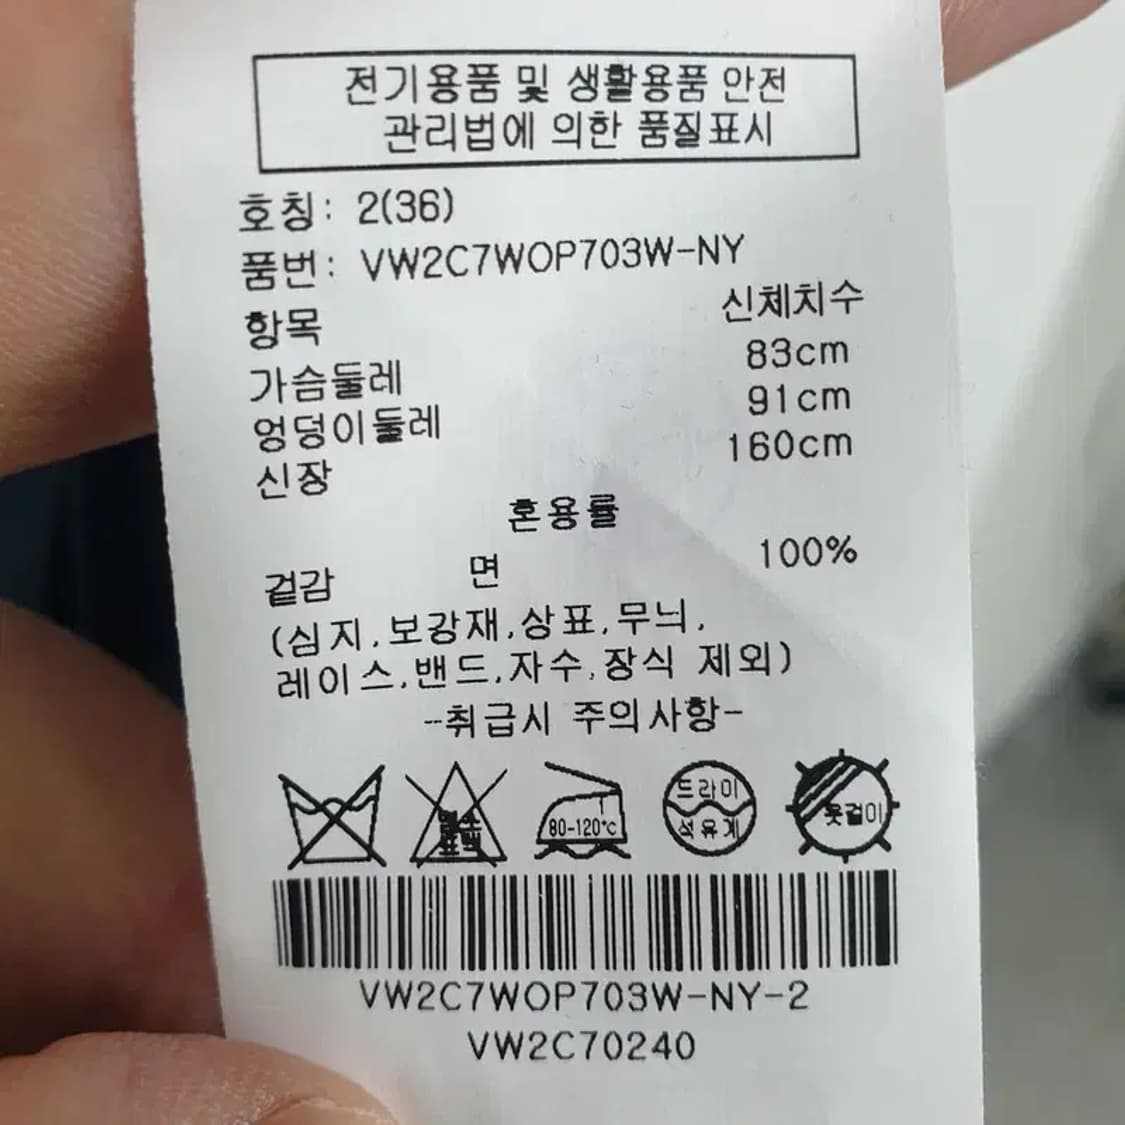 전기용품 및 생활용품 안전
관리법에 의한 품질표시
호칭: 2(36)
품번: VW2C7WOP703W-NY
항목 신체치수
가슴둘레 83cm
엉덩이둘레 91cm
신장 160cm
혼용률
겉감 면 100%
(심지,보강재,상표,무늬,
레이스,밴드,자수,장식 제외)
-취급시 주의사항-
염소 표백
80-120℃
드라이 석유계
옷걸이
VW2C7WOP703W-NY-2
VW2C70240